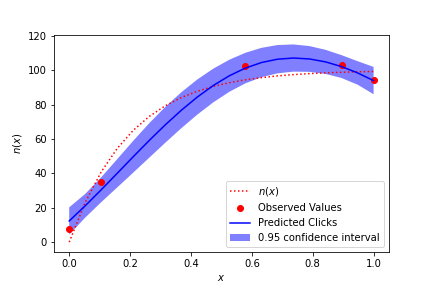 120
100
80
60
40
20
0
n(x)
0.0 0.2 0.4 0.6 0.8 1.0
x
n(x)
Observed Values
Predicted Clicks
0.95 confidence interval